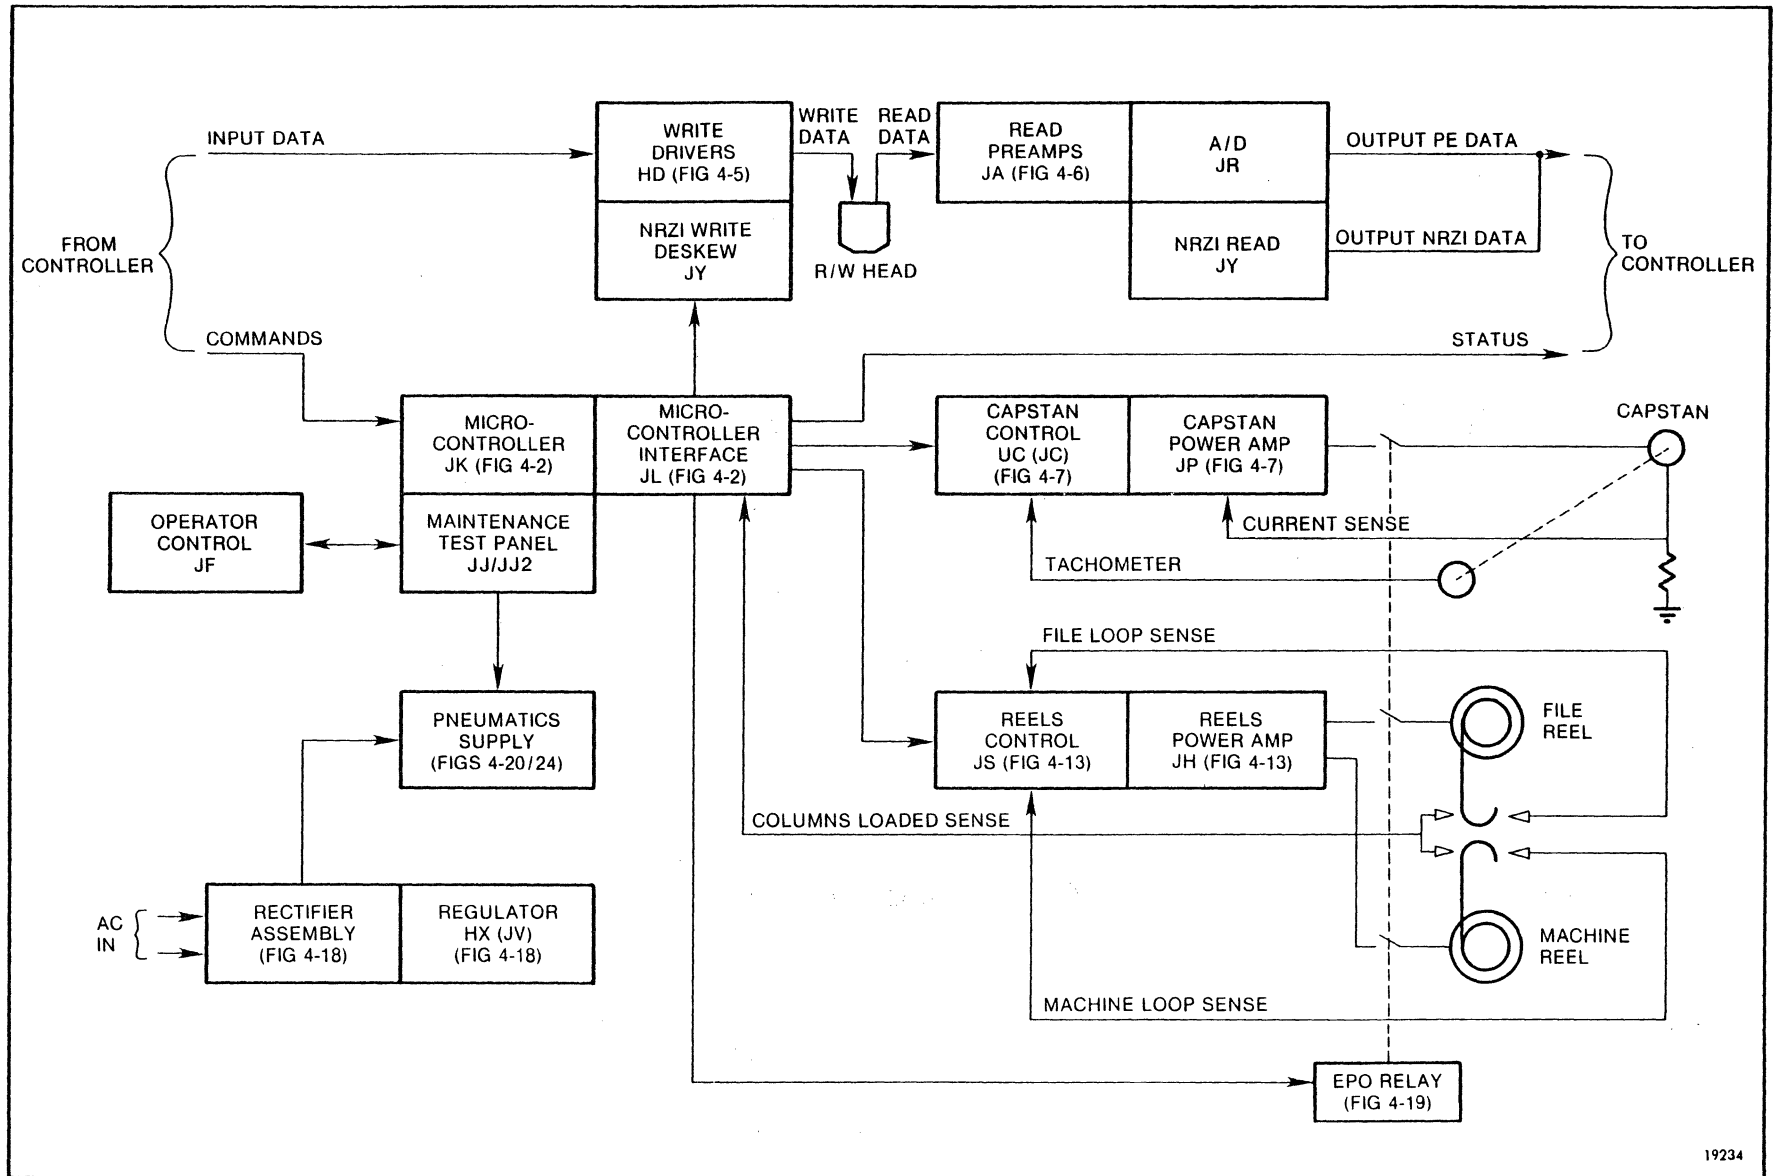 INPUT DATA
WRITE
DRIVERS
HD (FIG 4-5)
WRITE
DATA
READ
DATA
READ
PREAMPS
JA (FIG 4-6)
A/D
JR
OUTPUT PE DATA
FROM
CONTROLLER
NRZI WRITE
DESKEW
JY
R/W HEAD
NRZI READ
JY
OUTPUT NRZI DATA
TO
CONTROLLER
COMMANDS
STATUS
MICRO-
CONTROLLER
JK (FIG 4-2)
MICRO-
CONTROLLER
INTERFACE
JL (FIG 4-2)
CAPSTAN
CONTROL
UC (JC)
(FIG 4-7)
CAPSTAN
POWER AMP
JP (FIG 4-7)
CAPSTAN
OPERATOR
CONTROL
JF
MAINTENANCE
TEST PANEL
JJ/JJ2
CURRENT SENSE
TACHOMETER
FILE LOOP SENSE
PNEUMATICS
SUPPLY
(FIGS 4-20/24)
REELS
CONTROL
JS (FIG 4-13)
REELS
POWER AMP
JH (FIG 4-13)
FILE
REEL
COLUMNS LOADED SENSE
AC
IN
RECTIFIER
ASSEMBLY
(FIG 4-18)
REGULATOR
HX (JV)
(FIG 4-18)
MACHINE
REEL
MACHINE LOOP SENSE
EPO RELAY
(FIG 4-19)
19234